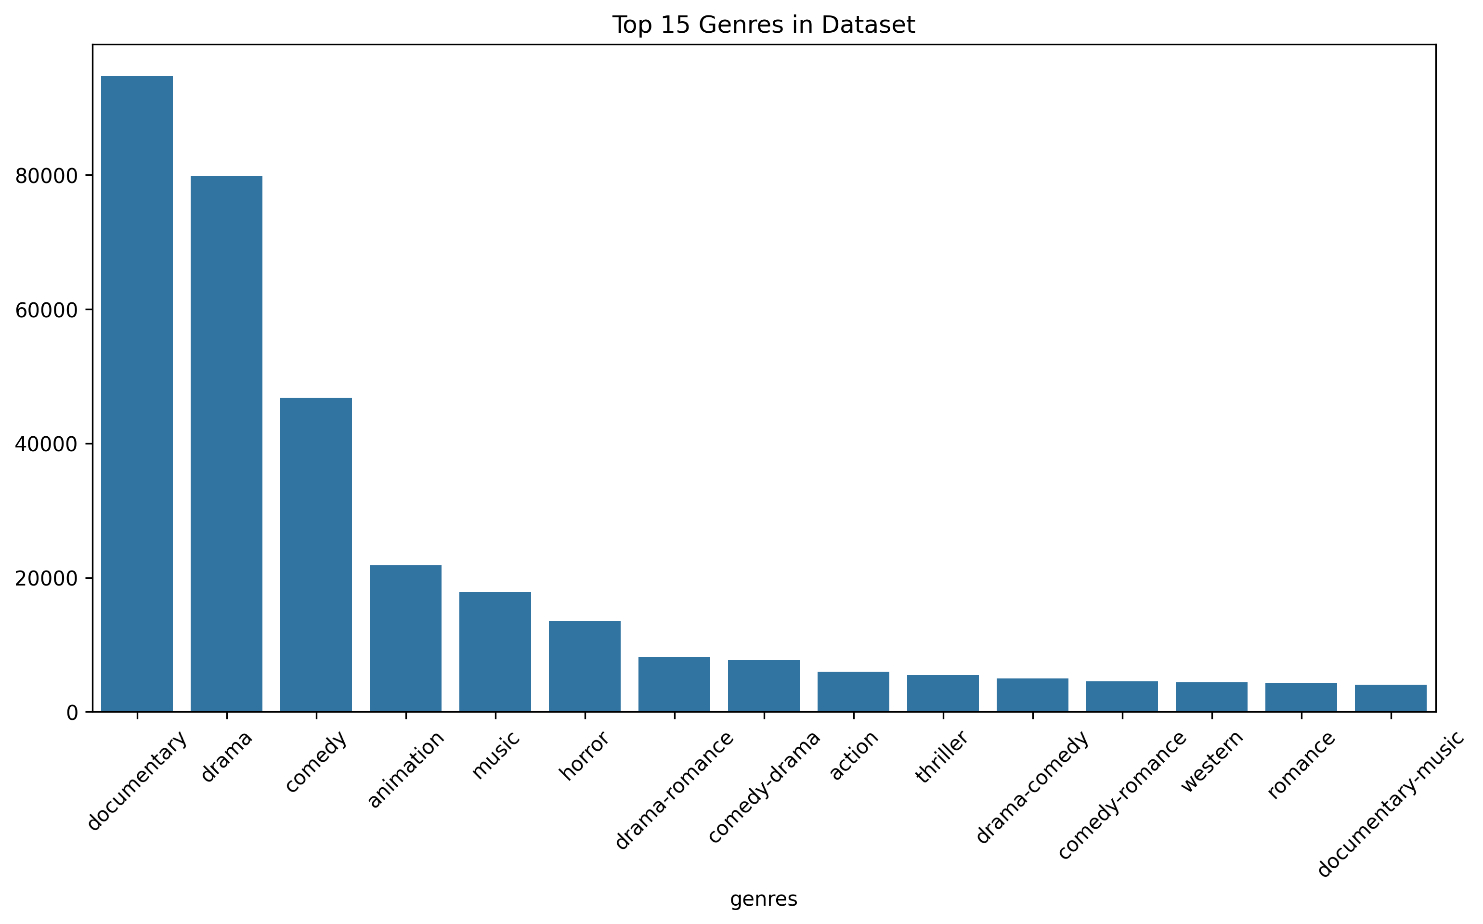 Top 15 Genres in Dataset
80000
60000
40000
20000
0
documentary
drama
comedy
animation
music
horror
drama-romance
comedy-drama
action
thriller
drama-comedy
comedy-romance
western
romance
documentary-music
genres